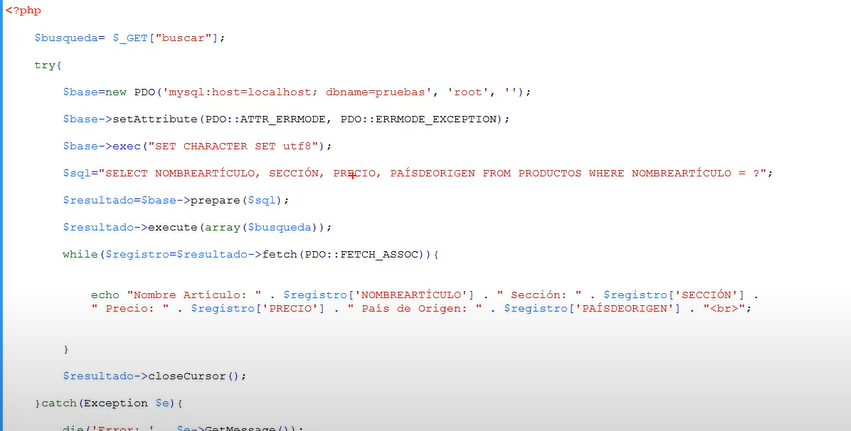 <?php
$busqueda= $_GET["buscar"];
try{
$base=new PDO('mysql:host=localhost; dbname=pruebas', 'root', '');
$base->setAttribute(PDO::ATTR_ERRMODE, PDO::ERRMODE_EXCEPTION);
$base->exec("SET CHARACTER SET utf8");
$sql="SELECT NOMBREARTÍCULO, SECCIÓN, PRECIO, PAÍSDEORIGEN FROM PRODUCTOS WHERE NOMBREARTÍCULO = ?";
$resultado=$base->prepare($sql);
$resultado->execute(array($busqueda));
while($registro=$resultado->fetch(PDO::FETCH_ASSOC)){
echo "Nombre Artículo: " . $registro['NOMBREARTÍCULO'] . " Sección: " . $registro['SECCIÓN'] .
" Precio: " . $registro['PRECIO'] . " País de Origen: " . $registro['PAÍSDEORIGEN'] . "<br>";
}
$resultado->closeCursor();
}catch(Exception $e){
die('Error: ' . $e->GetMessage());